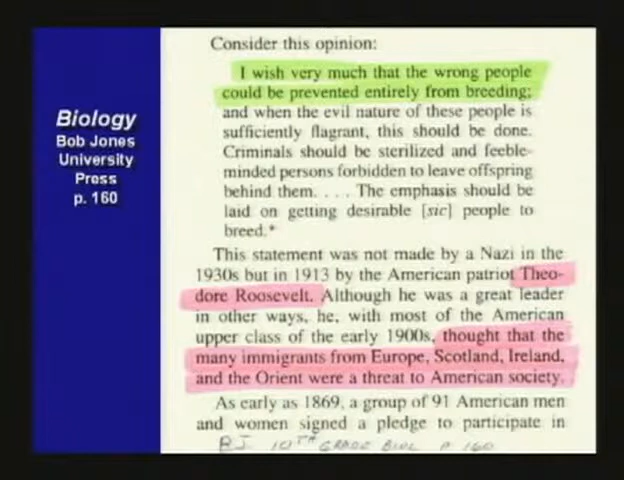 Biology
Bob Jones
University
Press
p. 160
Consider this opinion:
I wish very much that the wrong people
could be prevented entirely from breeding;
and when the evil nature of these people is
sufficiently flagrant, this should be done.
Criminals should be sterilized and feeble-
minded persons forbidden to leave offspring
behind them. . . . The emphasis should be
laid on getting desirable [sic] people to
breed.*
This statement was not made by a Nazi in the
1930s but in 1913 by the American patriot Theo-
dore Roosevelt. Although he was a great leader
in other ways, he, with most of the American
upper class of the early 1900s, thought that the
many immigrants from Europe, Scotland, Ireland,
and the Orient were a threat to American society.
As early as 1869, a group of 91 American men
and women signed a pledge to participate in
BJ 10TH GRADE BIOL P 160